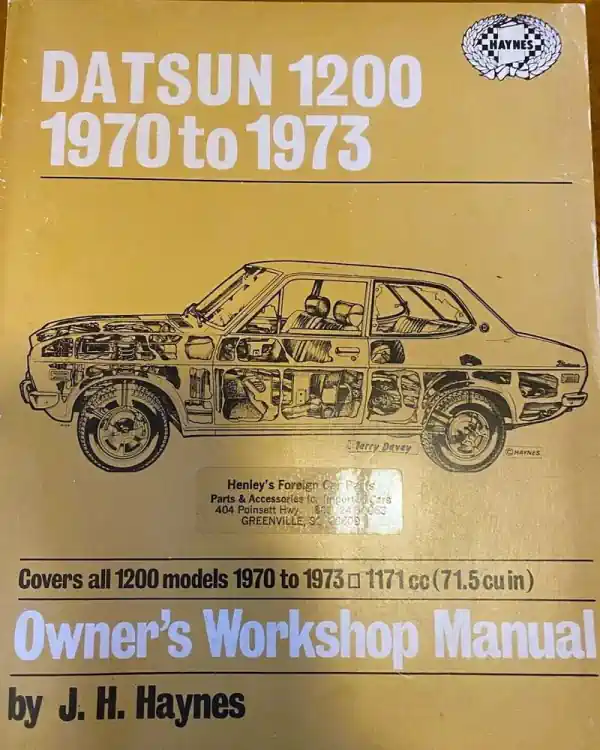 HAYNES
DATSUN 1200
1970 to 1973
Terry Davey
© HAYNES
Henley's Foreign Car Parts
Parts & Accessories for Imported Cars
404 Poinsett Hwy.
GREENVILLE,
Covers all 1200 models 1970 to 1973 □ 1171 cc (71.5 cu in)
Owner's Workshop Manual
by J. H. Haynes